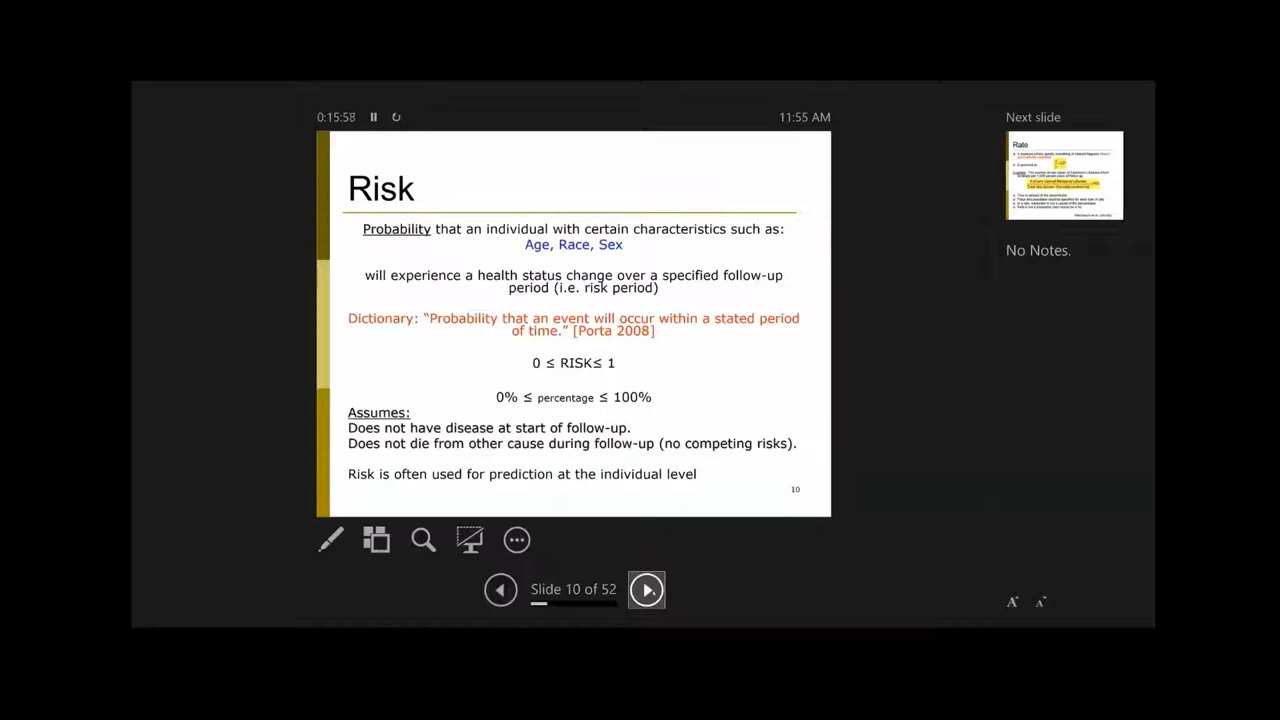 0:15:58
11:55 AM
Next slide
Risk
Probability that an individual with certain characteristics such as:
Age, Race, Sex
will experience a health status change over a specified follow-up
period (i.e. risk period)
Dictionary: “Probability that an event will occur within a stated period
of time.” [Porta 2008]
0 ≤ RISK≤ 1
0% ≤ percentage ≤ 100%
Assumes:
Does not have disease at start of follow-up.
Does not die from other cause during follow-up (no competing risks).
Risk is often used for prediction at the individual level
10
Rate
No Notes.
Slide 10 of 52
A A